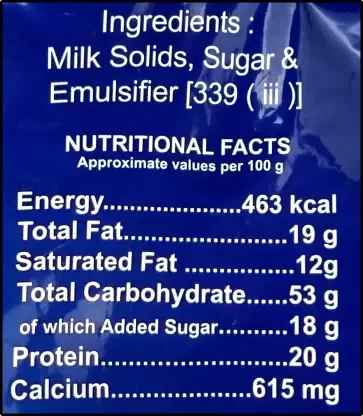 Ingredients :
Milk Solids, Sugar &
Emulsifier [339 ( iii )]
NUTRITIONAL FACTS
Approximate values per 100 g
Energy......................463 kcal
Total Fat..........................19 g
Saturated Fat .................12g
Total Carbohydrate......53 g
of which Added Sugar...........18 g
Protein..............................20 g
Calcium......................615 mg